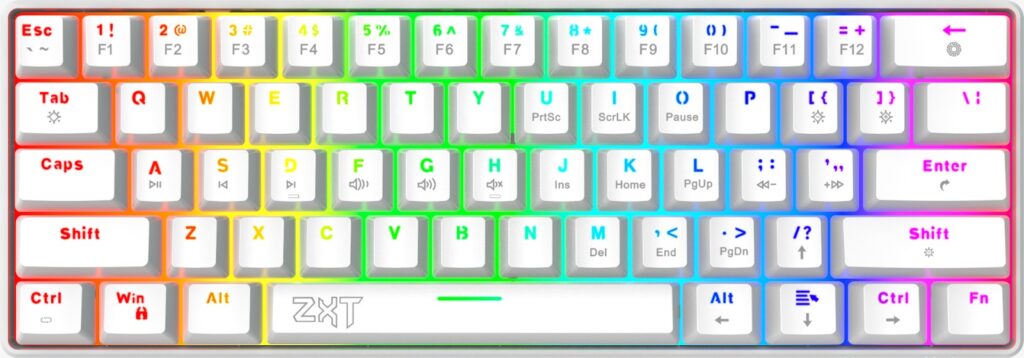 Esc 1 ! 2 @ 3 # 4 $ 5 % 6 ^ 7 & 8 * 9 ( 0 ) - _ = + ←
` ~ F1 F2 F3 F4 F5 F6 F7 F8 F9 F10 F11 F12
Tab Q W E R T Y U I O P [ { ] } \ |
PrtSc ScrLK Pause
Caps A S D F G H J K L ; : ' " Enter
Ins Home PgUp − +
Shift Z X C V B N M , < . > / ? Shift
Del End PgDn ↑
Ctrl Win Alt ZXT Alt Ctrl Fn
← ↓ →